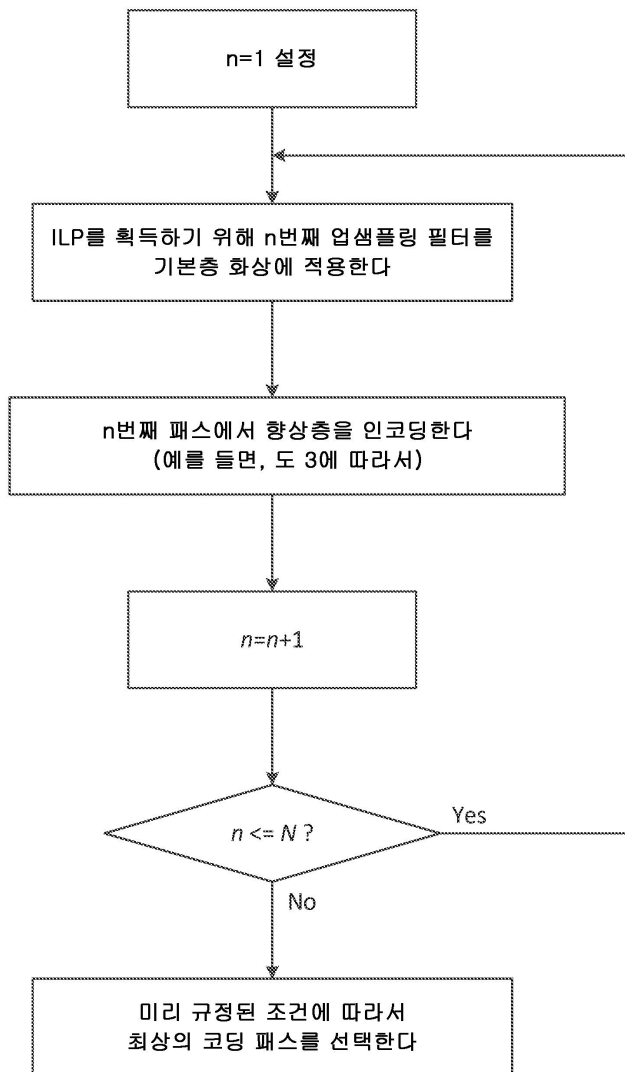 n=1 설정
ILP를 획득하기 위해 n번째 업샘플링 필터를
기본층 화상에 적용한다
n번째 패스에서 향상층을 인코딩한다
(예를 들면, 도 3에 따라서)
n=n+1
n <= N ?
Yes
No
미리 규정된 조건에 따라서
최상의 코딩 패스를 선택한다